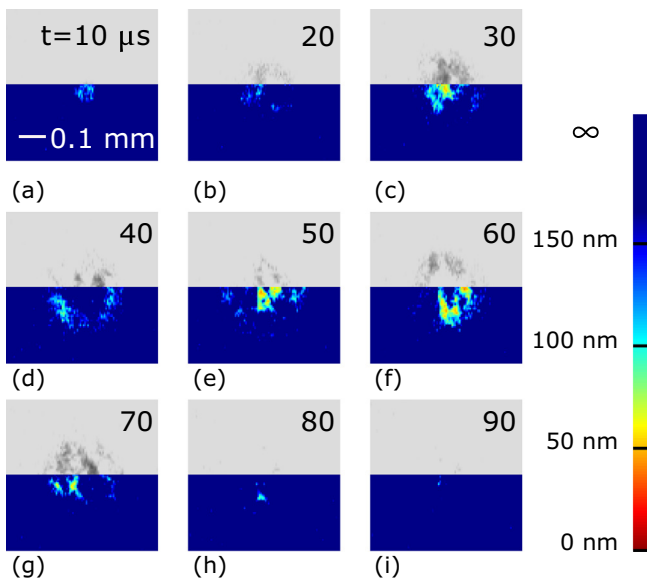 t=10 μs
20
30
0.1 mm
(a)
(b)
(c)
40
50
60
(d)
(e)
(f)
70
80
90
(g)
(h)
(i)
∞
150 nm
100 nm
50 nm
0 nm